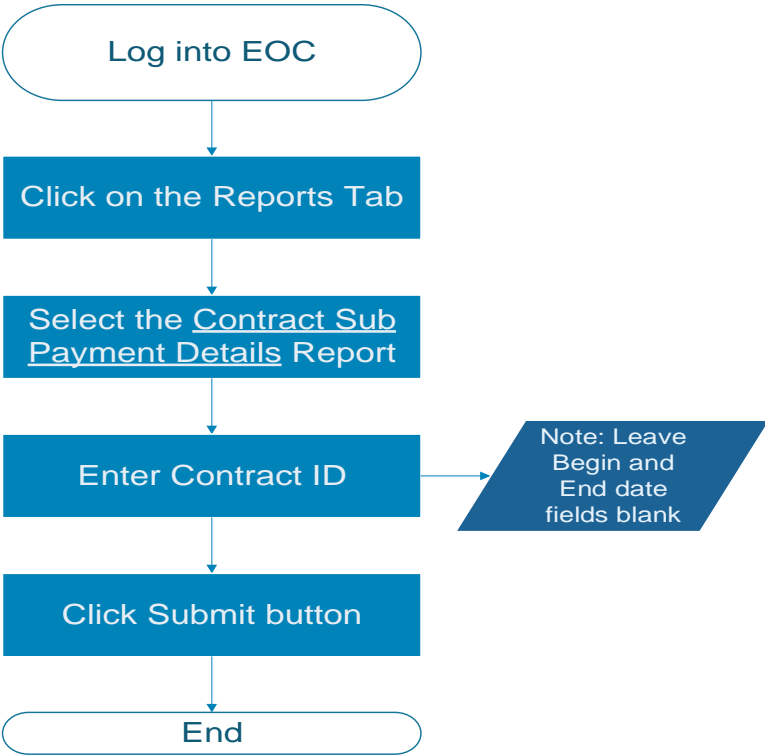 Log into EOC
Click on the Reports Tab
Select the Contract Sub
Payment Details Report
Enter Contract ID
Note: Leave
Begin and
End date
fields blank
Click Submit button
End